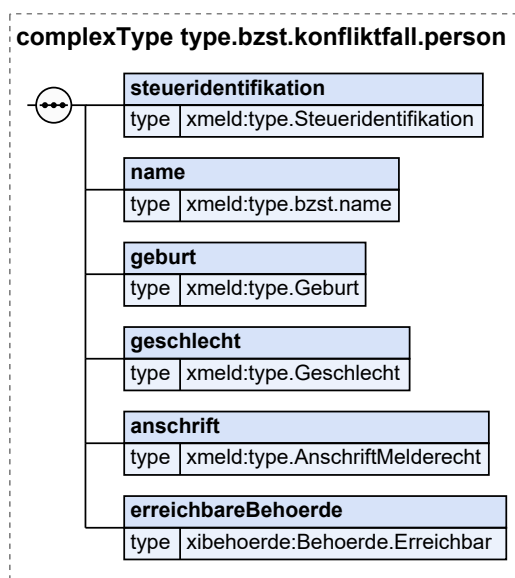 complexType type.bzst.konfliktfall.person
steueridentifikation
type xmeld:type.Steueridentifikation
name
type xmeld:type.bzst.name
geburt
type xmeld:type.Geburt
geschlecht
type xmeld:type.Geschlecht
anschrift
type xmeld:type.AnschriftMelderecht
erreichbareBehoerde
type xibehoerde:Behoerde.Erreichbar